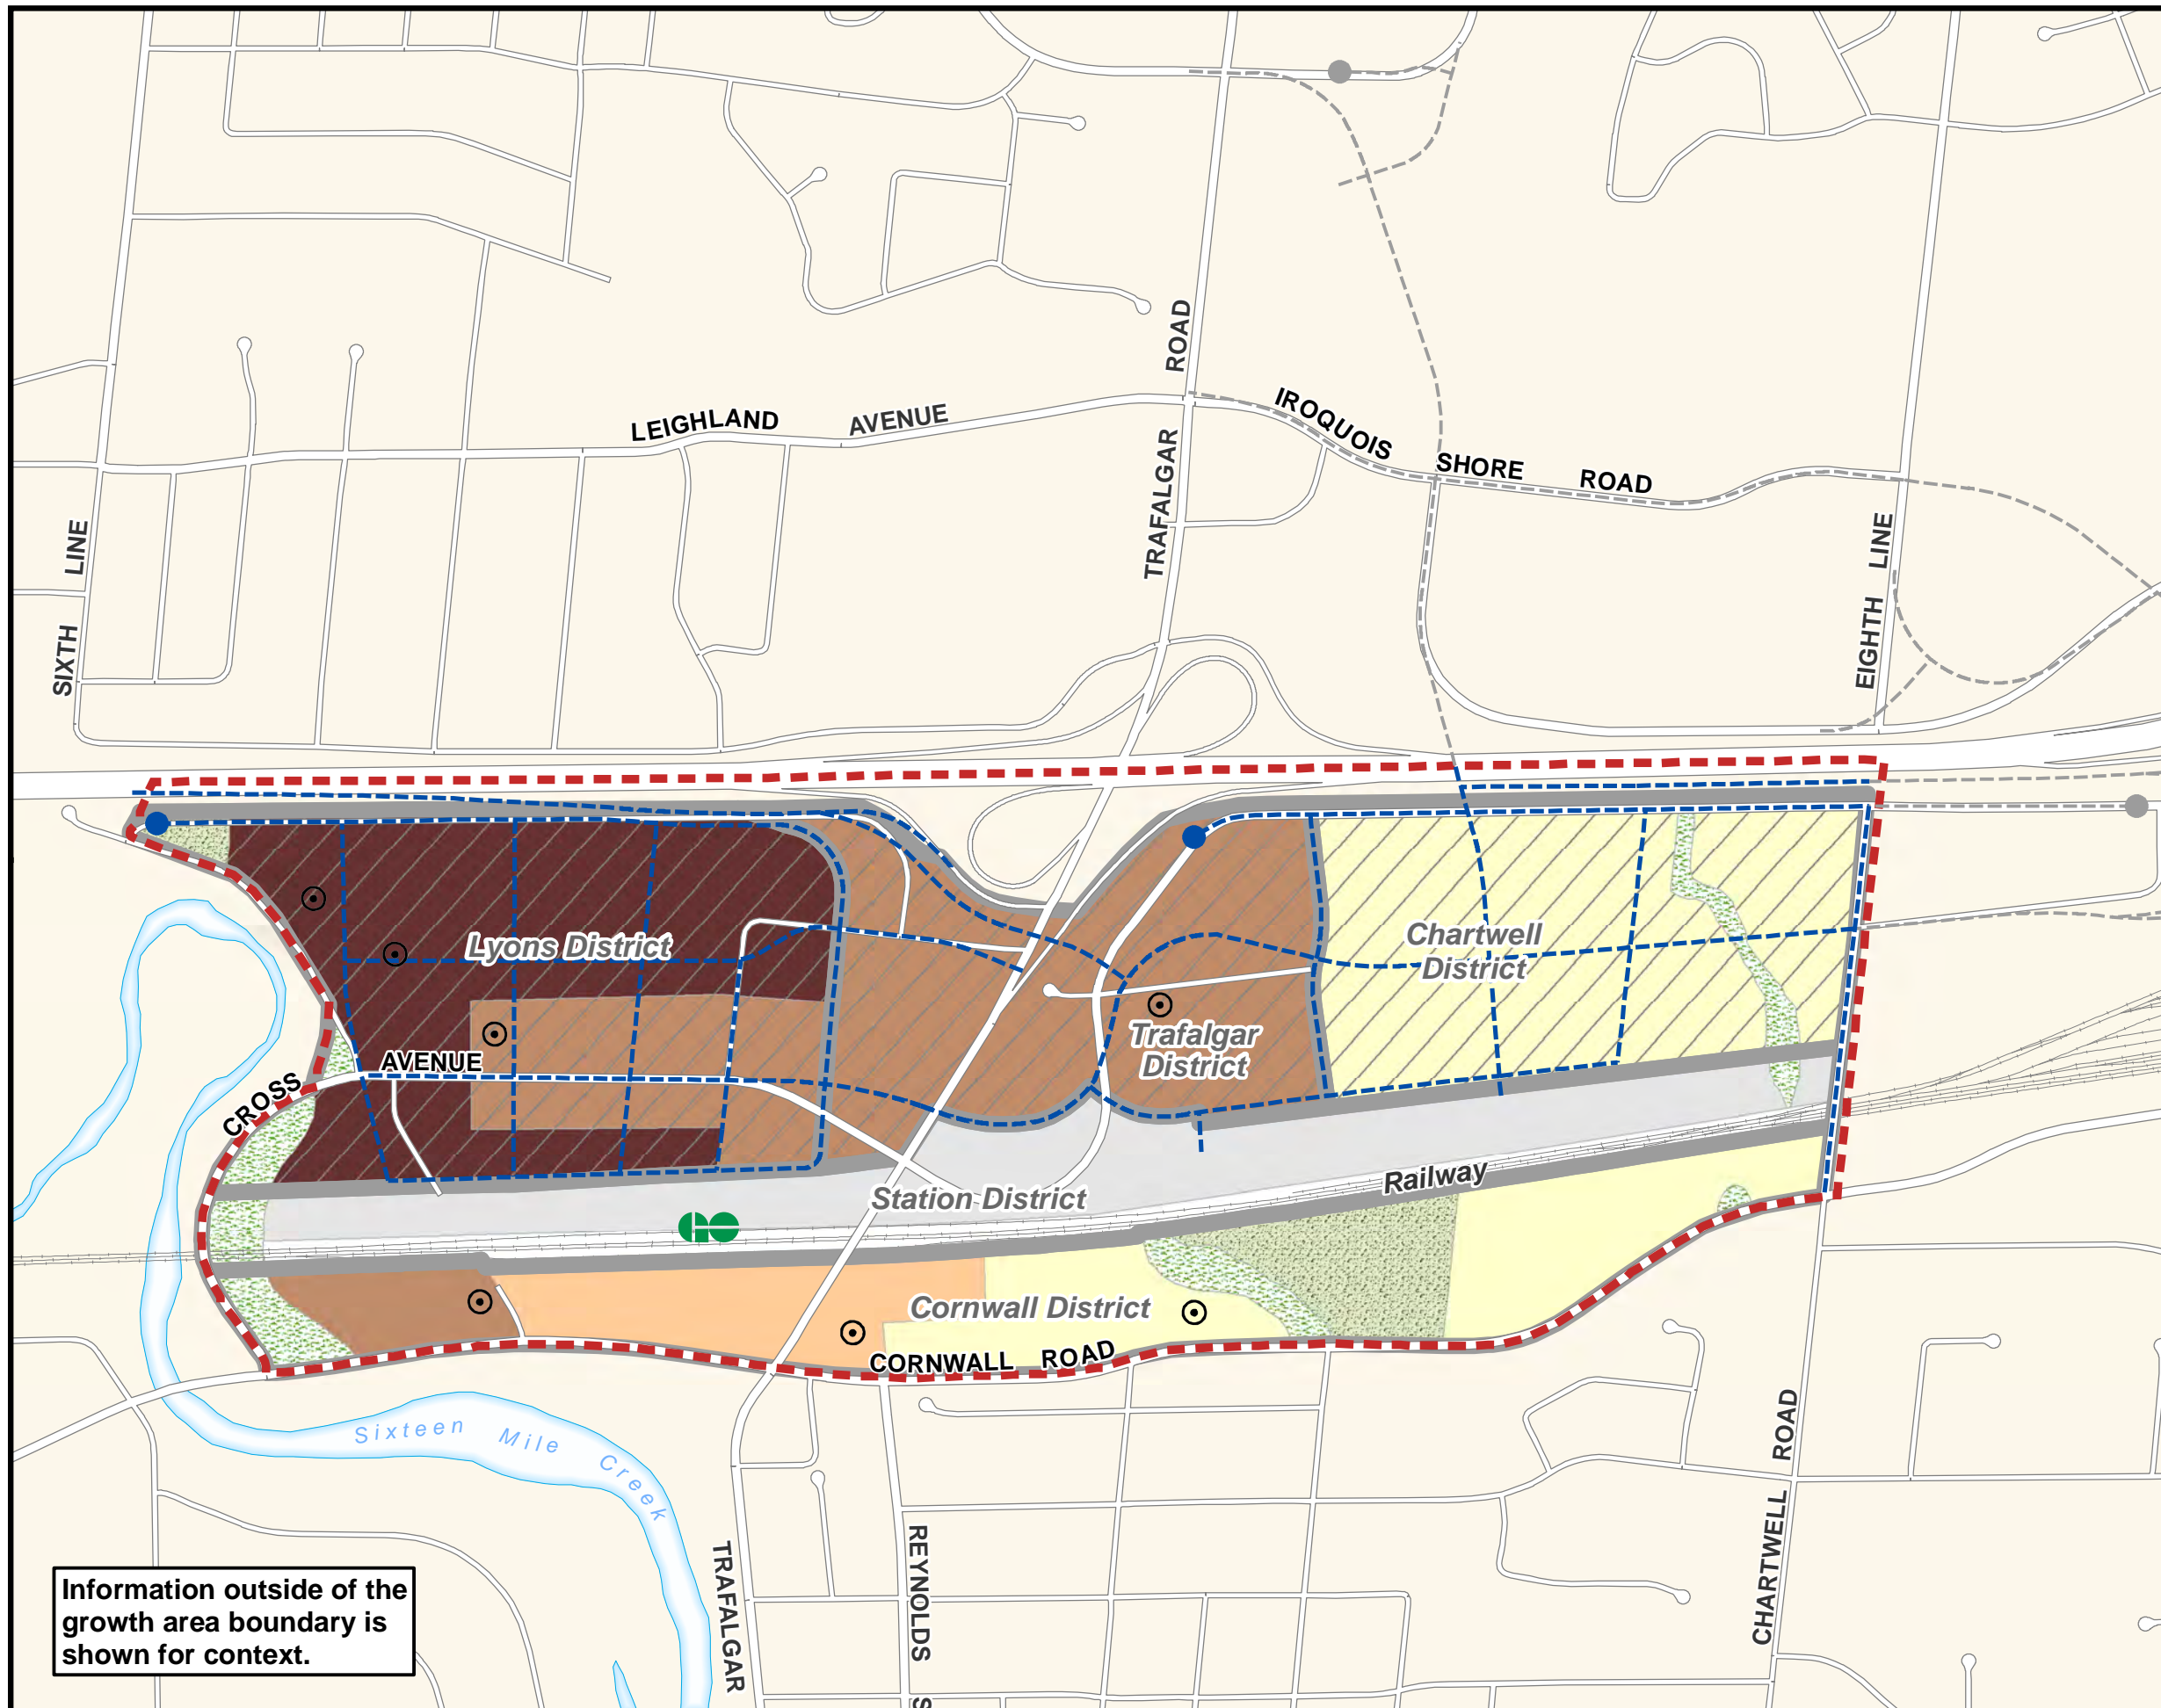 ROAD
LEIGHLAND
AVENUE
IROQUOIS
SHORE
ROAD
TRAFALGAR
SIXTH
LINE
EIGHTH
LINE
Lyons District
Chartwell
District
Trafalgar
District
AVENUE
CROSS
Railway
Station District
Cornwall District
CORNWALL
ROAD
Sixteen
Mile
Creek
CHARTWELL
ROAD
TRAFALGAR
REYNOLDS
S
Information outside of the
growth area boundary is
shown for context.